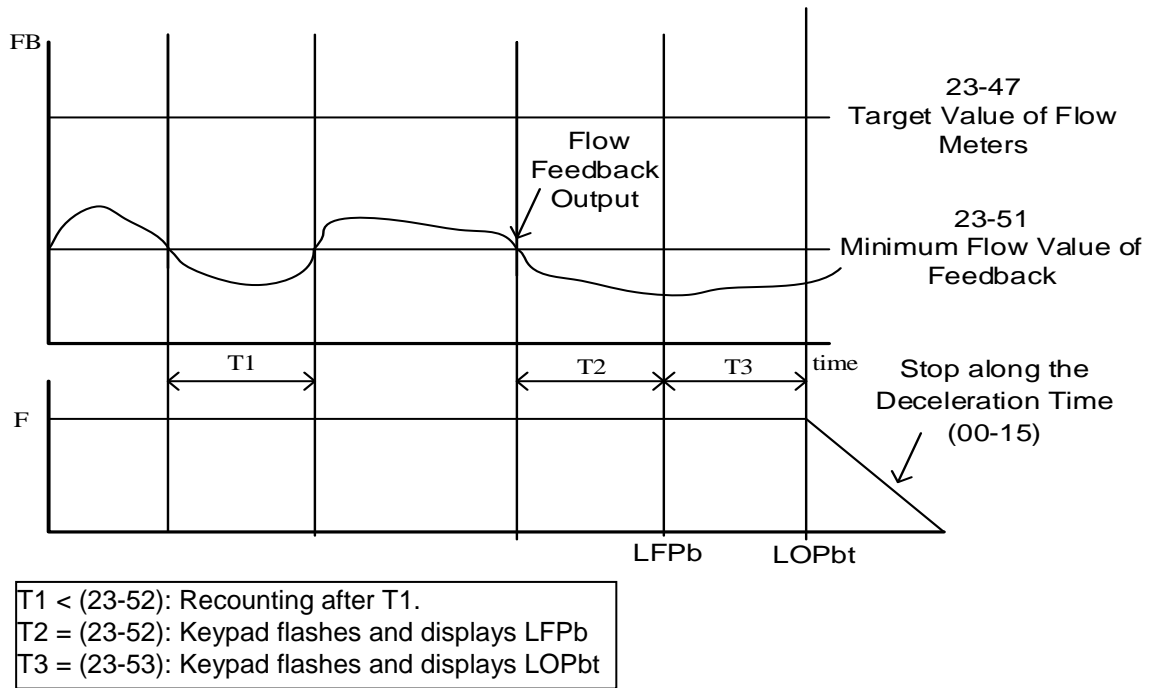 FB
23-47
Target Value of Flow
Meters
Flow
Feedback
Output
23-51
Minimum Flow Value of
Feedback
T1
T2
T3
time
Stop along the
Deceleration Time
(00-15)
F
LFPb
LOPbt
T1 < (23-52): Recounting after T1.
T2 = (23-52): Keypad flashes and displays LFPb
T3 = (23-53): Keypad flashes and displays LOPbt